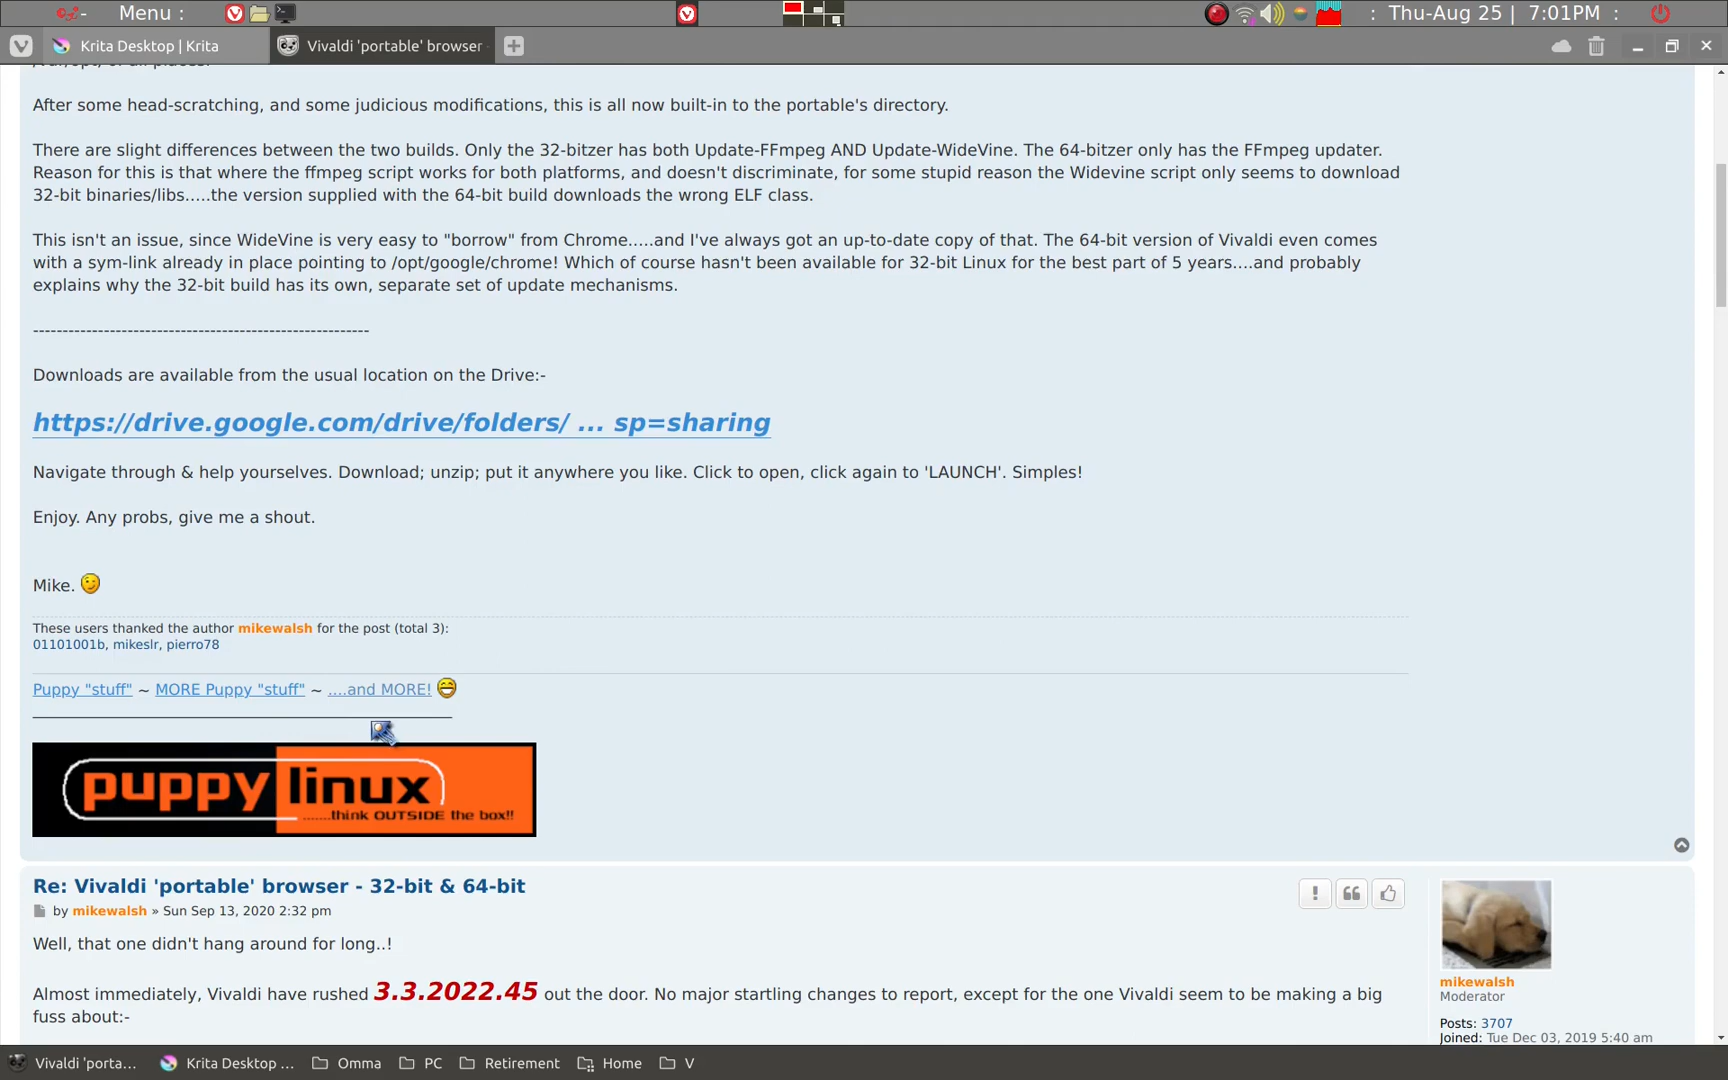 Menu :
: Thu-Aug 25 | 7:01PM :
Krita Desktop | Krita
Vivaldi 'portable' browser
After some head-scratching, and some judicious modifications, this is all now built-in to the portable's directory.
There are slight differences between the two builds. Only the 32-bitzer has both Update-FFmpeg AND Update-WideVine. The 64-bitzer only has the FFmpeg updater.
Reason for this is that where the ffmpeg script works for both platforms, and doesn't discriminate, for some stupid reason the Widevine script only seems to download
32-bit binaries/libs.....the version supplied with the 64-bit build downloads the wrong ELF class.
This isn't an issue, since WideVine is very easy to "borrow" from Chrome.....and I've always got an up-to-date copy of that. The 64-bit version of Vivaldi even comes
with a sym-link already in place pointing to /opt/google/chrome! Which of course hasn't been available for 32-bit Linux for the best part of 5 years....and probably
explains why the 32-bit build has its own, separate set of update mechanisms.
---------------------------------------------------------
Downloads are available from the usual location on the Drive:-
https://drive.google.com/drive/folders/ ... sp=sharing
Navigate through & help yourselves. Download; unzip; put it anywhere you like. Click to open, click again to 'LAUNCH'. Simples!
Enjoy. Any probs, give me a shout.
Mike.
These users thanked the author mikewalsh for the post (total 3):
01101001b, mikeslr, pierro78
Puppy "stuff" ~ MORE Puppy "stuff" ~ ....and MORE!
puppy linux
.......think OUTSIDE the box!!
Re: Vivaldi 'portable' browser - 32-bit & 64-bit
by mikewalsh » Sun Sep 13, 2020 2:32 pm
Well, that one didn't hang around for long..!
Almost immediately, Vivaldi have rushed 3.3.2022.45 out the door. No major startling changes to report, except for the one Vivaldi seem to be making a big
fuss about:-
mikewalsh
Moderator
Posts: 3707
Joined: Tue Dec 03, 2019 5:40 am
Vivaldi 'porta...
Krita Desktop ...
Omma
PC
Retirement
Home
V